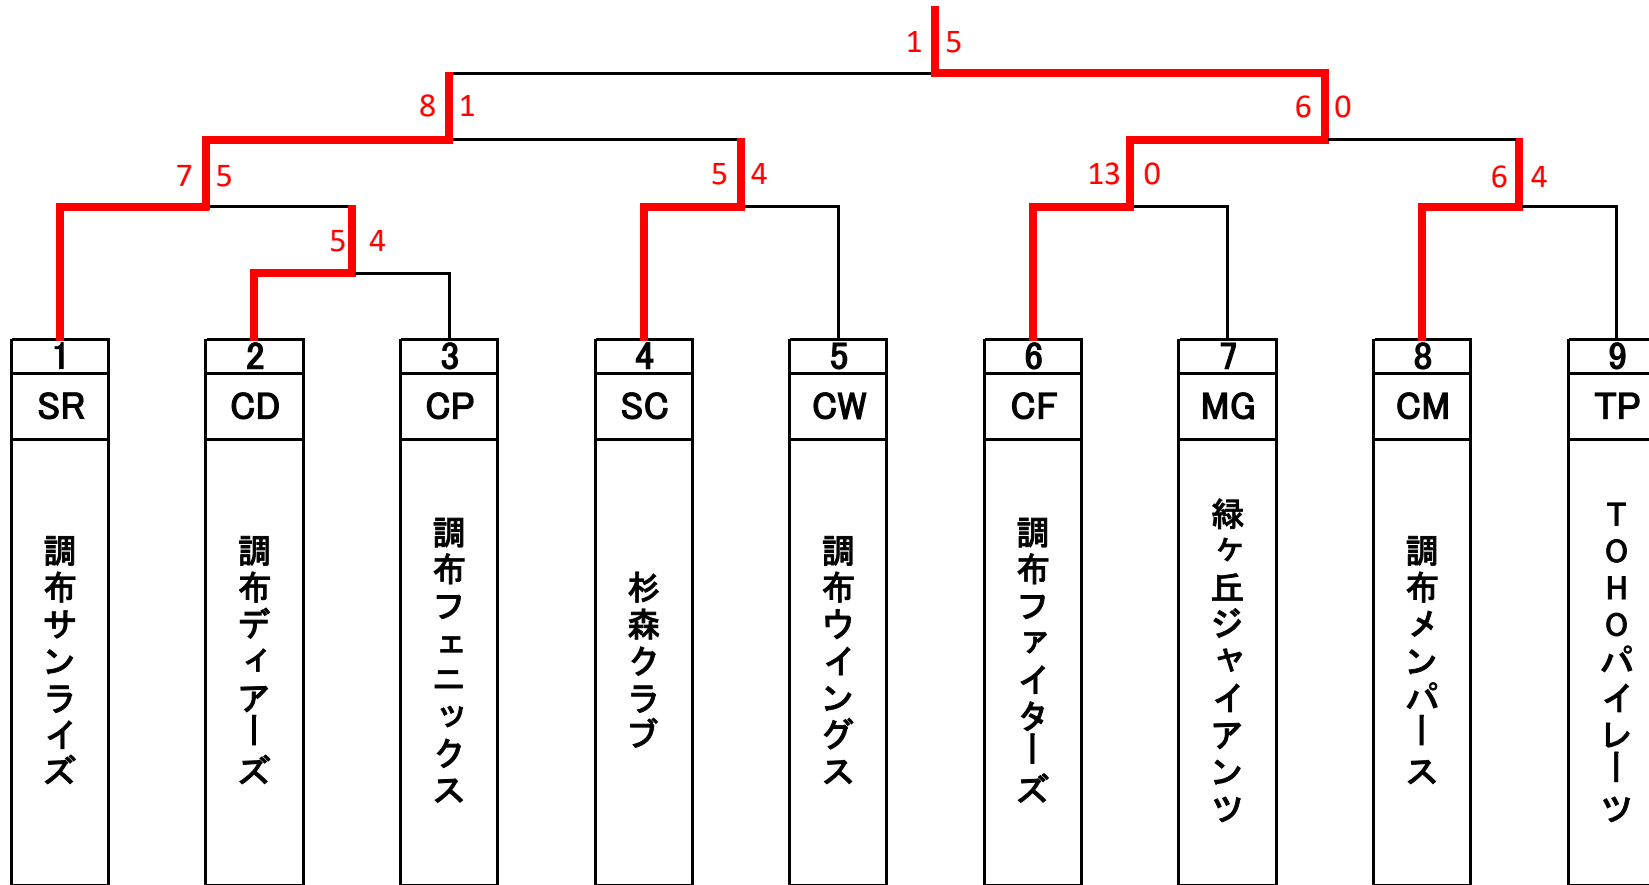 1 5
8 1
6 0
7 5
5 4
13 0
6 4
5 4
1 2 3 4 5 6 7 8 9
SR CD CP SC CW CF MG CM TP
調布サンライズ
調布ディアーズ
調布フェニックス
杉森クラブ
調布ウイングス
調布ファイターズ
緑ヶ丘ジャイアンツ
調布メンパース
TOHOパイレーツ